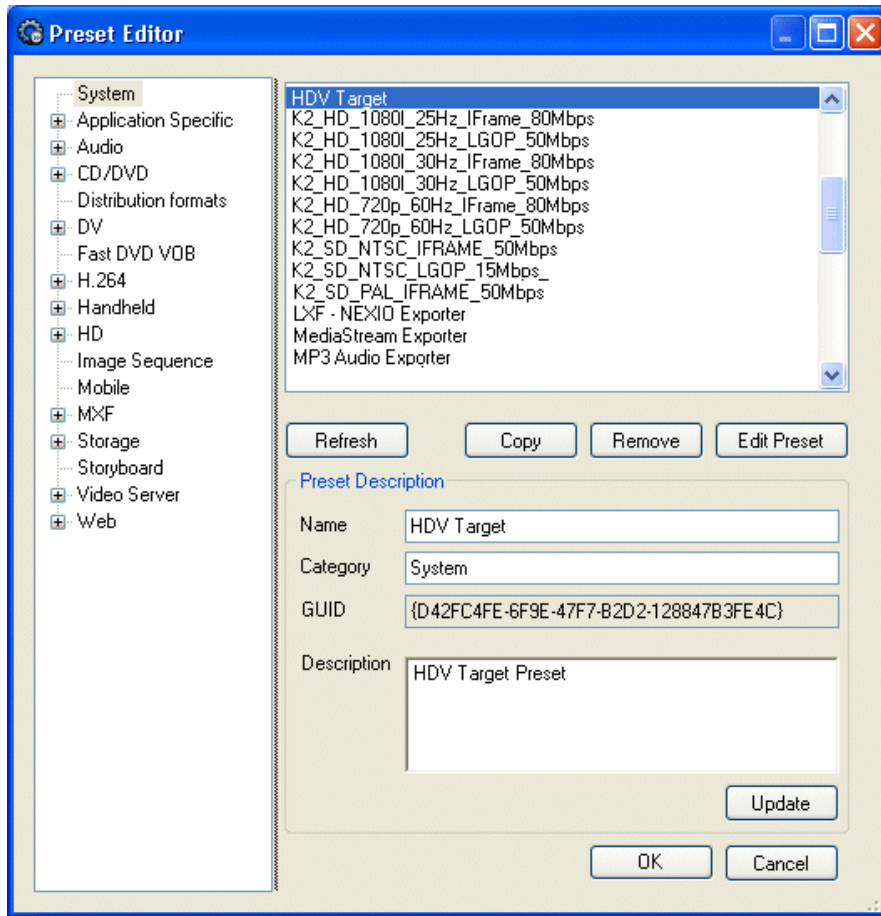 Preset Editor
System
Application Specific
Audio
CD/DVD
Distribution formats
DV
Fast DVD VOB
H.264
Handheld
HD
Image Sequence
Mobile
MXF
Storage
Storyboard
Video Server
Web
HDV Target
K2_HD_1080I_25Hz_IFrame_80Mbps
K2_HD_1080I_25Hz_LGOP_50Mbps
K2_HD_1080I_30Hz_IFrame_80Mbps
K2_HD_1080I_30Hz_LGOP_50Mbps
K2_HD_720p_60Hz_IFrame_80Mbps
K2_HD_720p_60Hz_LGOP_50Mbps
K2_SD_NTSC_IFRAME_50Mbps
K2_SD_NTSC_LGOP_15Mbps_
K2_SD_PAL_IFRAME_50Mbps
LXF - NEXIO Exporter
MediaStream Exporter
MP3 Audio Exporter
Refresh Copy Remove Edit Preset
Preset Description
Name HDV Target
Category System
GUID {D42FC4FE-6F9E-47F7-B2D2-128847B3FE4C}
Description HDV Target Preset
Update
OK Cancel